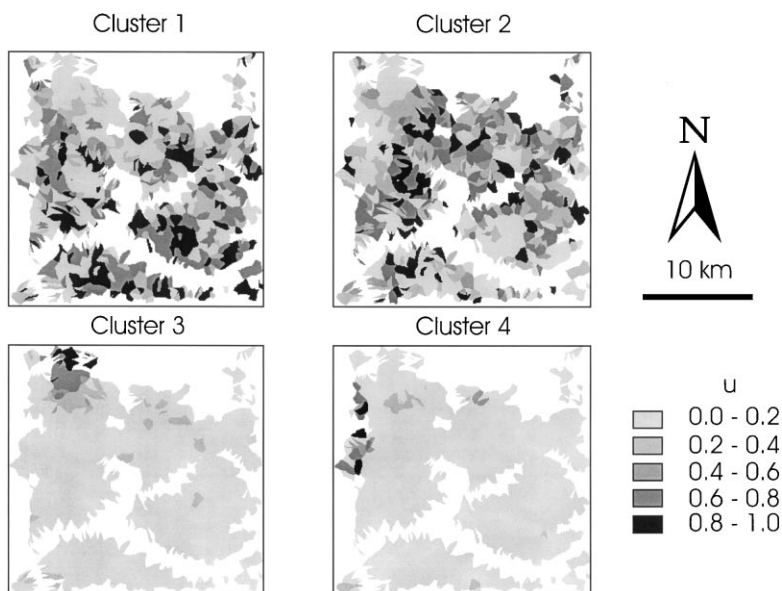 Cluster 1
Cluster 2
N
10 km
Cluster 3
Cluster 4
u
0.0 - 0.2
0.2 - 0.4
0.4 - 0.6
0.6 - 0.8
0.8 - 1.0